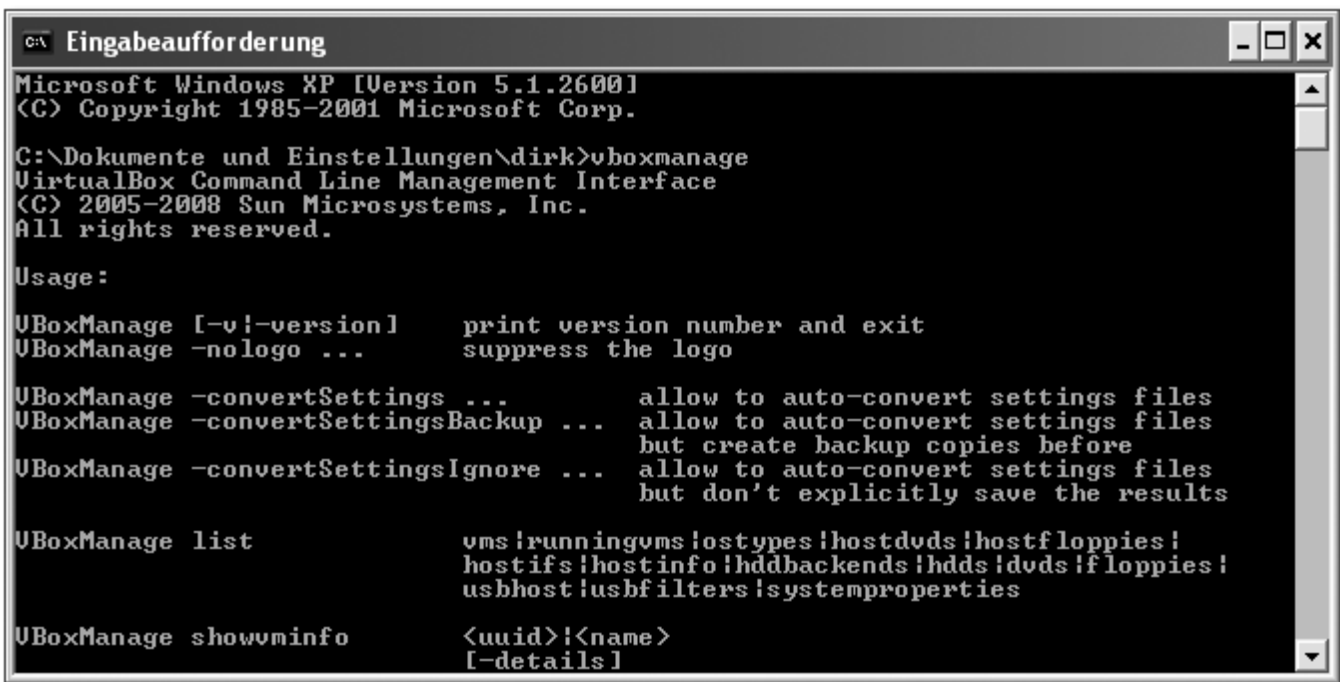 Eingabeaufforderung
Microsoft Windows XP [Version 5.1.2600]
(C) Copyright 1985-2001 Microsoft Corp.
C:\Dokumente und Einstellungen\dirk>vboxmanage
VirtualBox Command Line Management Interface
(C) 2005-2008 Sun Microsystems, Inc.
All rights reserved.
Usage:
VBoxManage [-v|-version]    print version number and exit
VBoxManage -nologo ...      suppress the logo
VBoxManage -convertSettings ...        allow to auto-convert settings files
VBoxManage -convertSettingsBackup ...  allow to auto-convert settings files
but create backup copies before
VBoxManage -convertSettingsIgnore ...  allow to auto-convert settings files
but don't explicitly save the results
VBoxManage list             vms|runningvms|ostypes|hostdvds|hostfloppies|
hostifs|hostinfo|hddbackends|hdds|dvds|floppies|
usbhost|usbfilters|systemproperties
VBoxManage showvminfo       <uuid>|<name>
[-details]